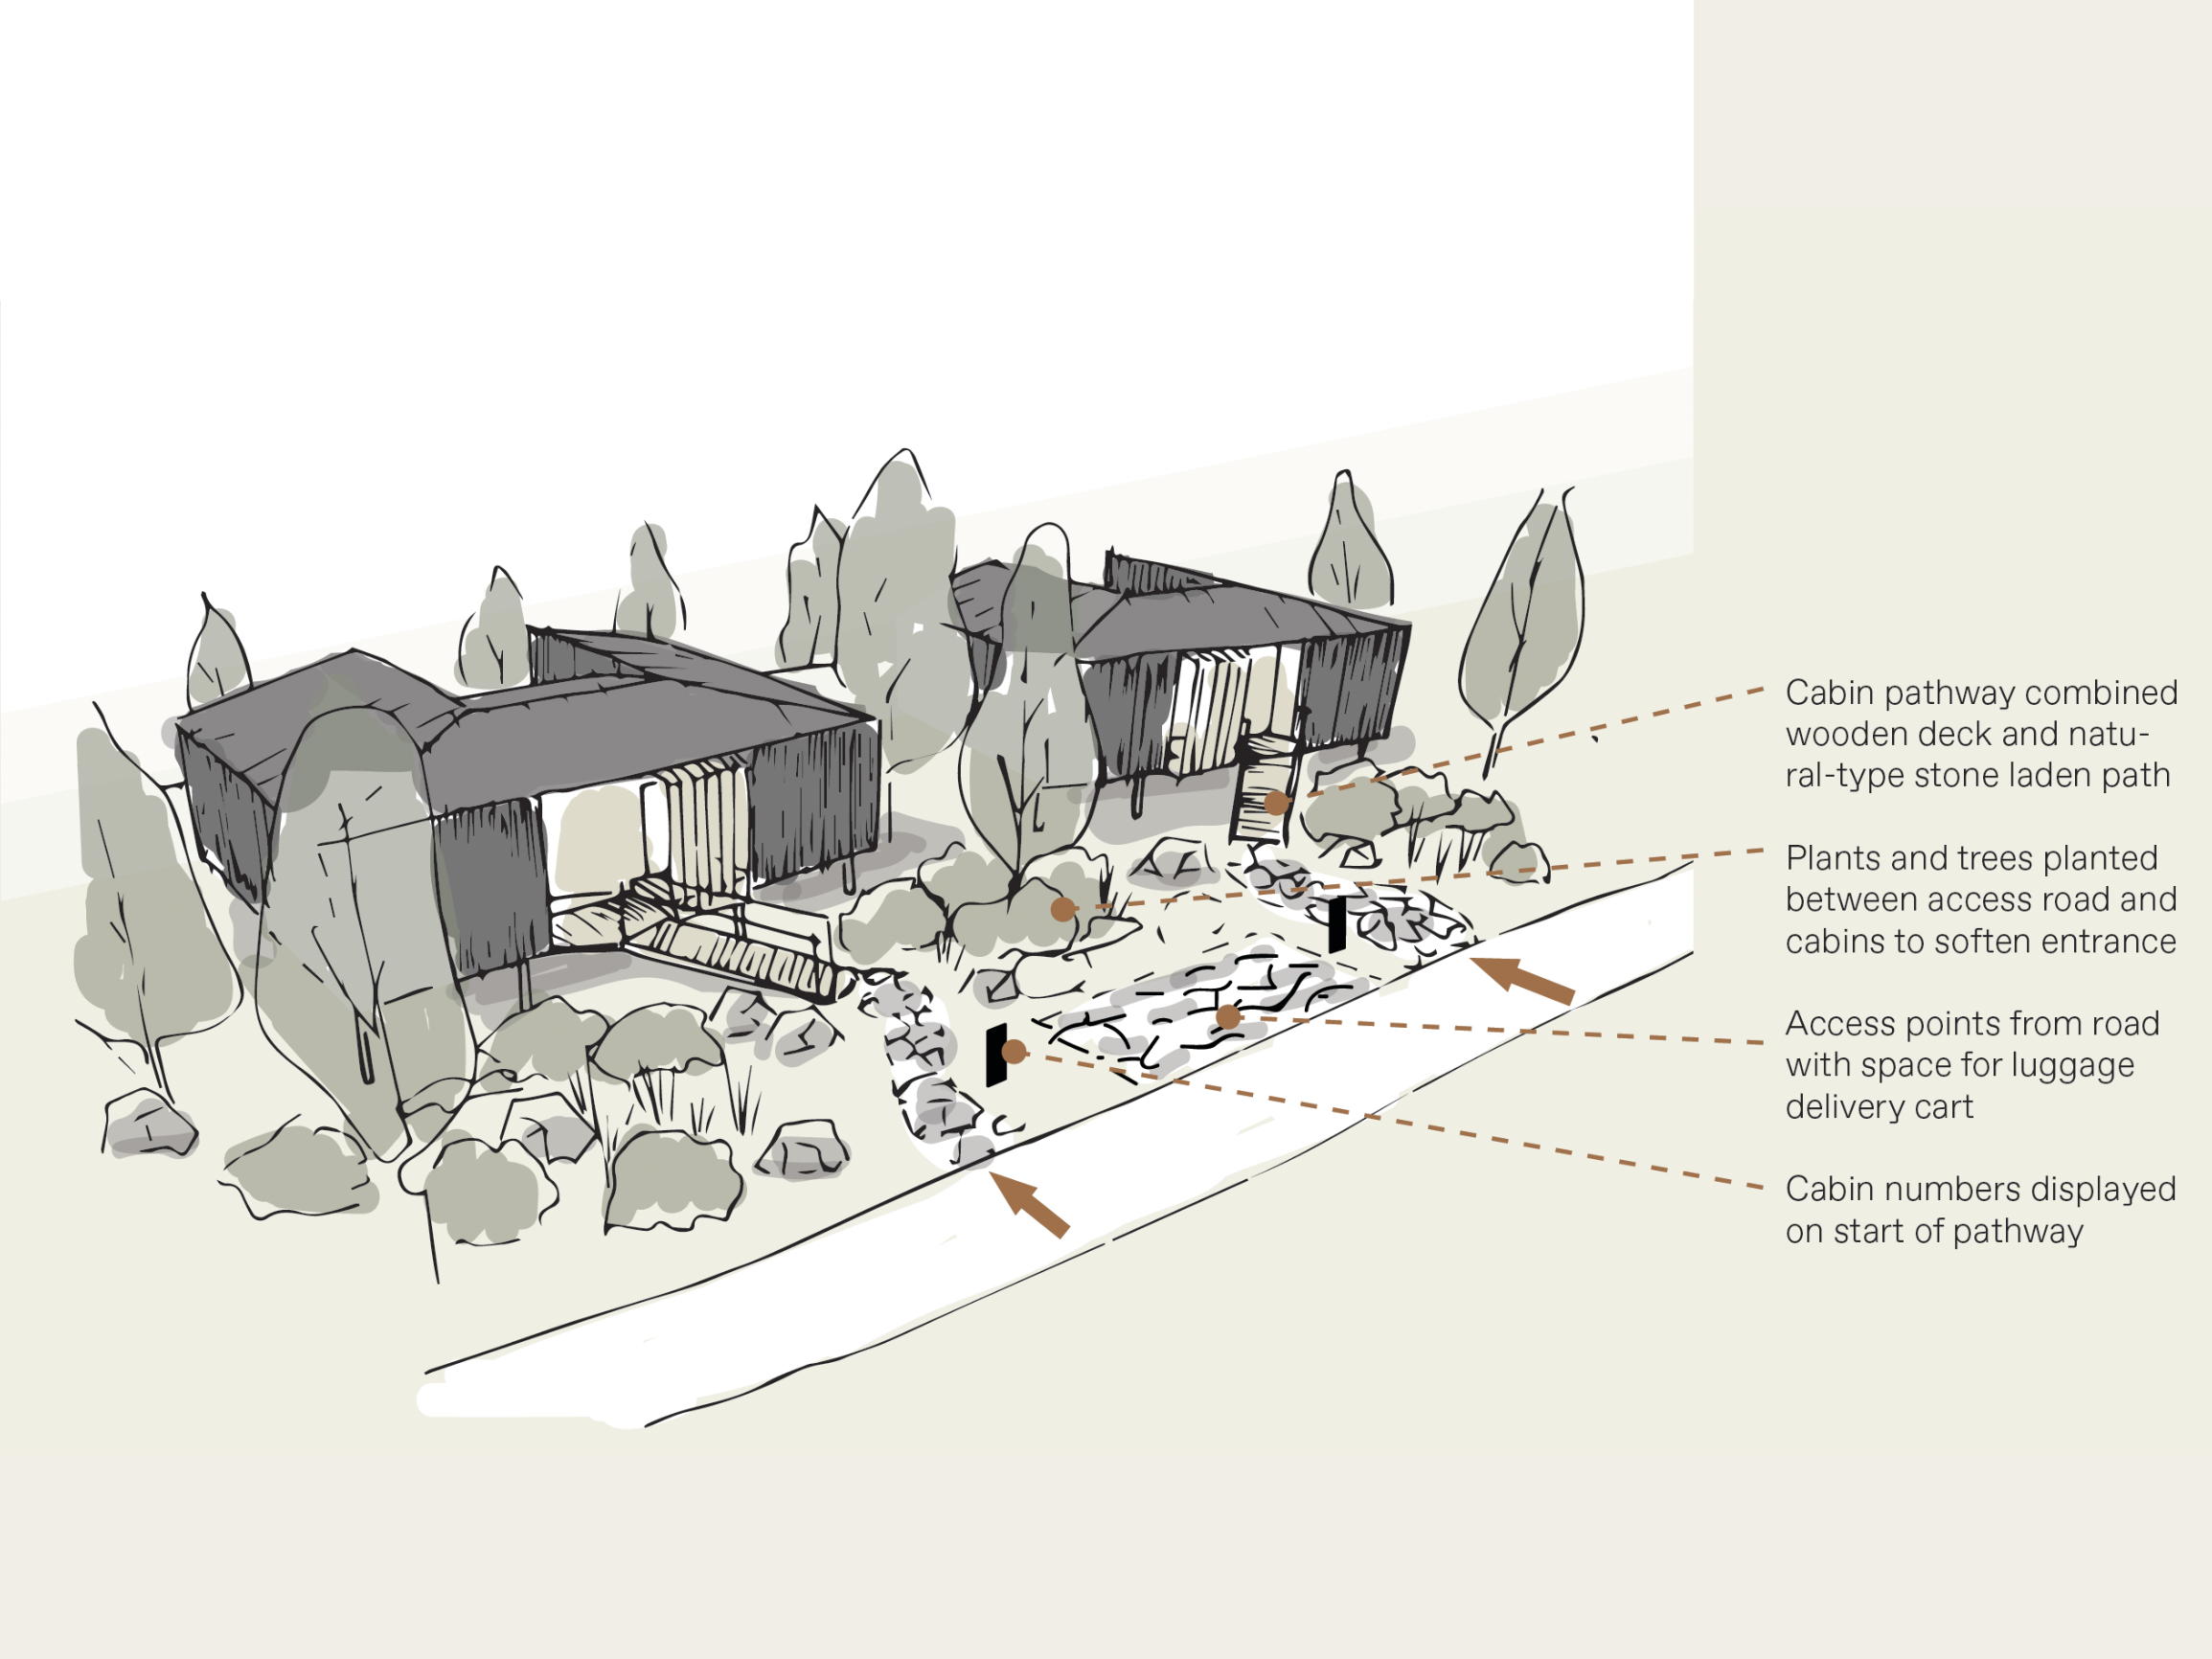 Cabin pathway combined
wooden deck and natu-
ral-type stone laden path
Plants and trees planted
between access road and
cabins to soften entrance
Access points from road
with space for luggage
delivery cart
Cabin numbers displayed
on start of pathway